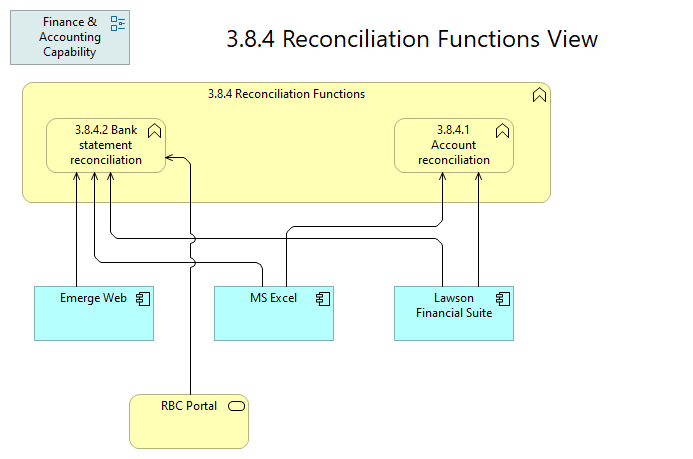 Finance &
Accounting
Capability
3.8.4 Reconciliation Functions View
3.8.4 Reconciliation Functions
3.8.4.2 Bank
statement
reconciliation
3.8.4.1
Account
reconciliation
Emerge Web
MS Excel
Lawson
Financial Suite
RBC Portal